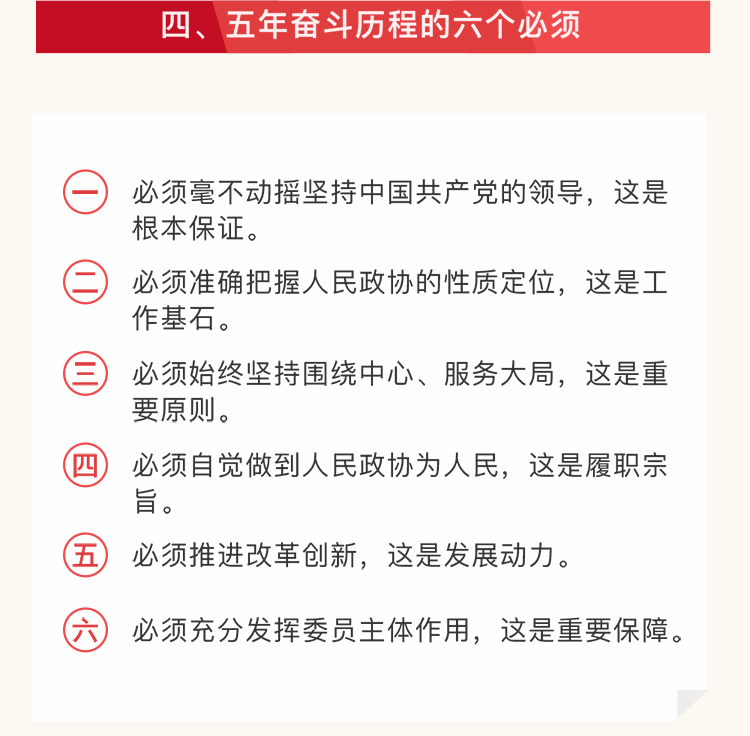 四、五年奋斗历程的六个必须
一 必须毫不动摇坚持中国共产党的领导，这是
根本保证。
二 必须准确把握人民政协的性质定位，这是工
作基石。
三 必须始终坚持围绕中心、服务大局，这是重
要原则。
四 必须自觉做到人民政协为人民，这是履职宗
旨。
五 必须推进改革创新，这是发展动力。
六 必须充分发挥委员主体作用，这是重要保障。